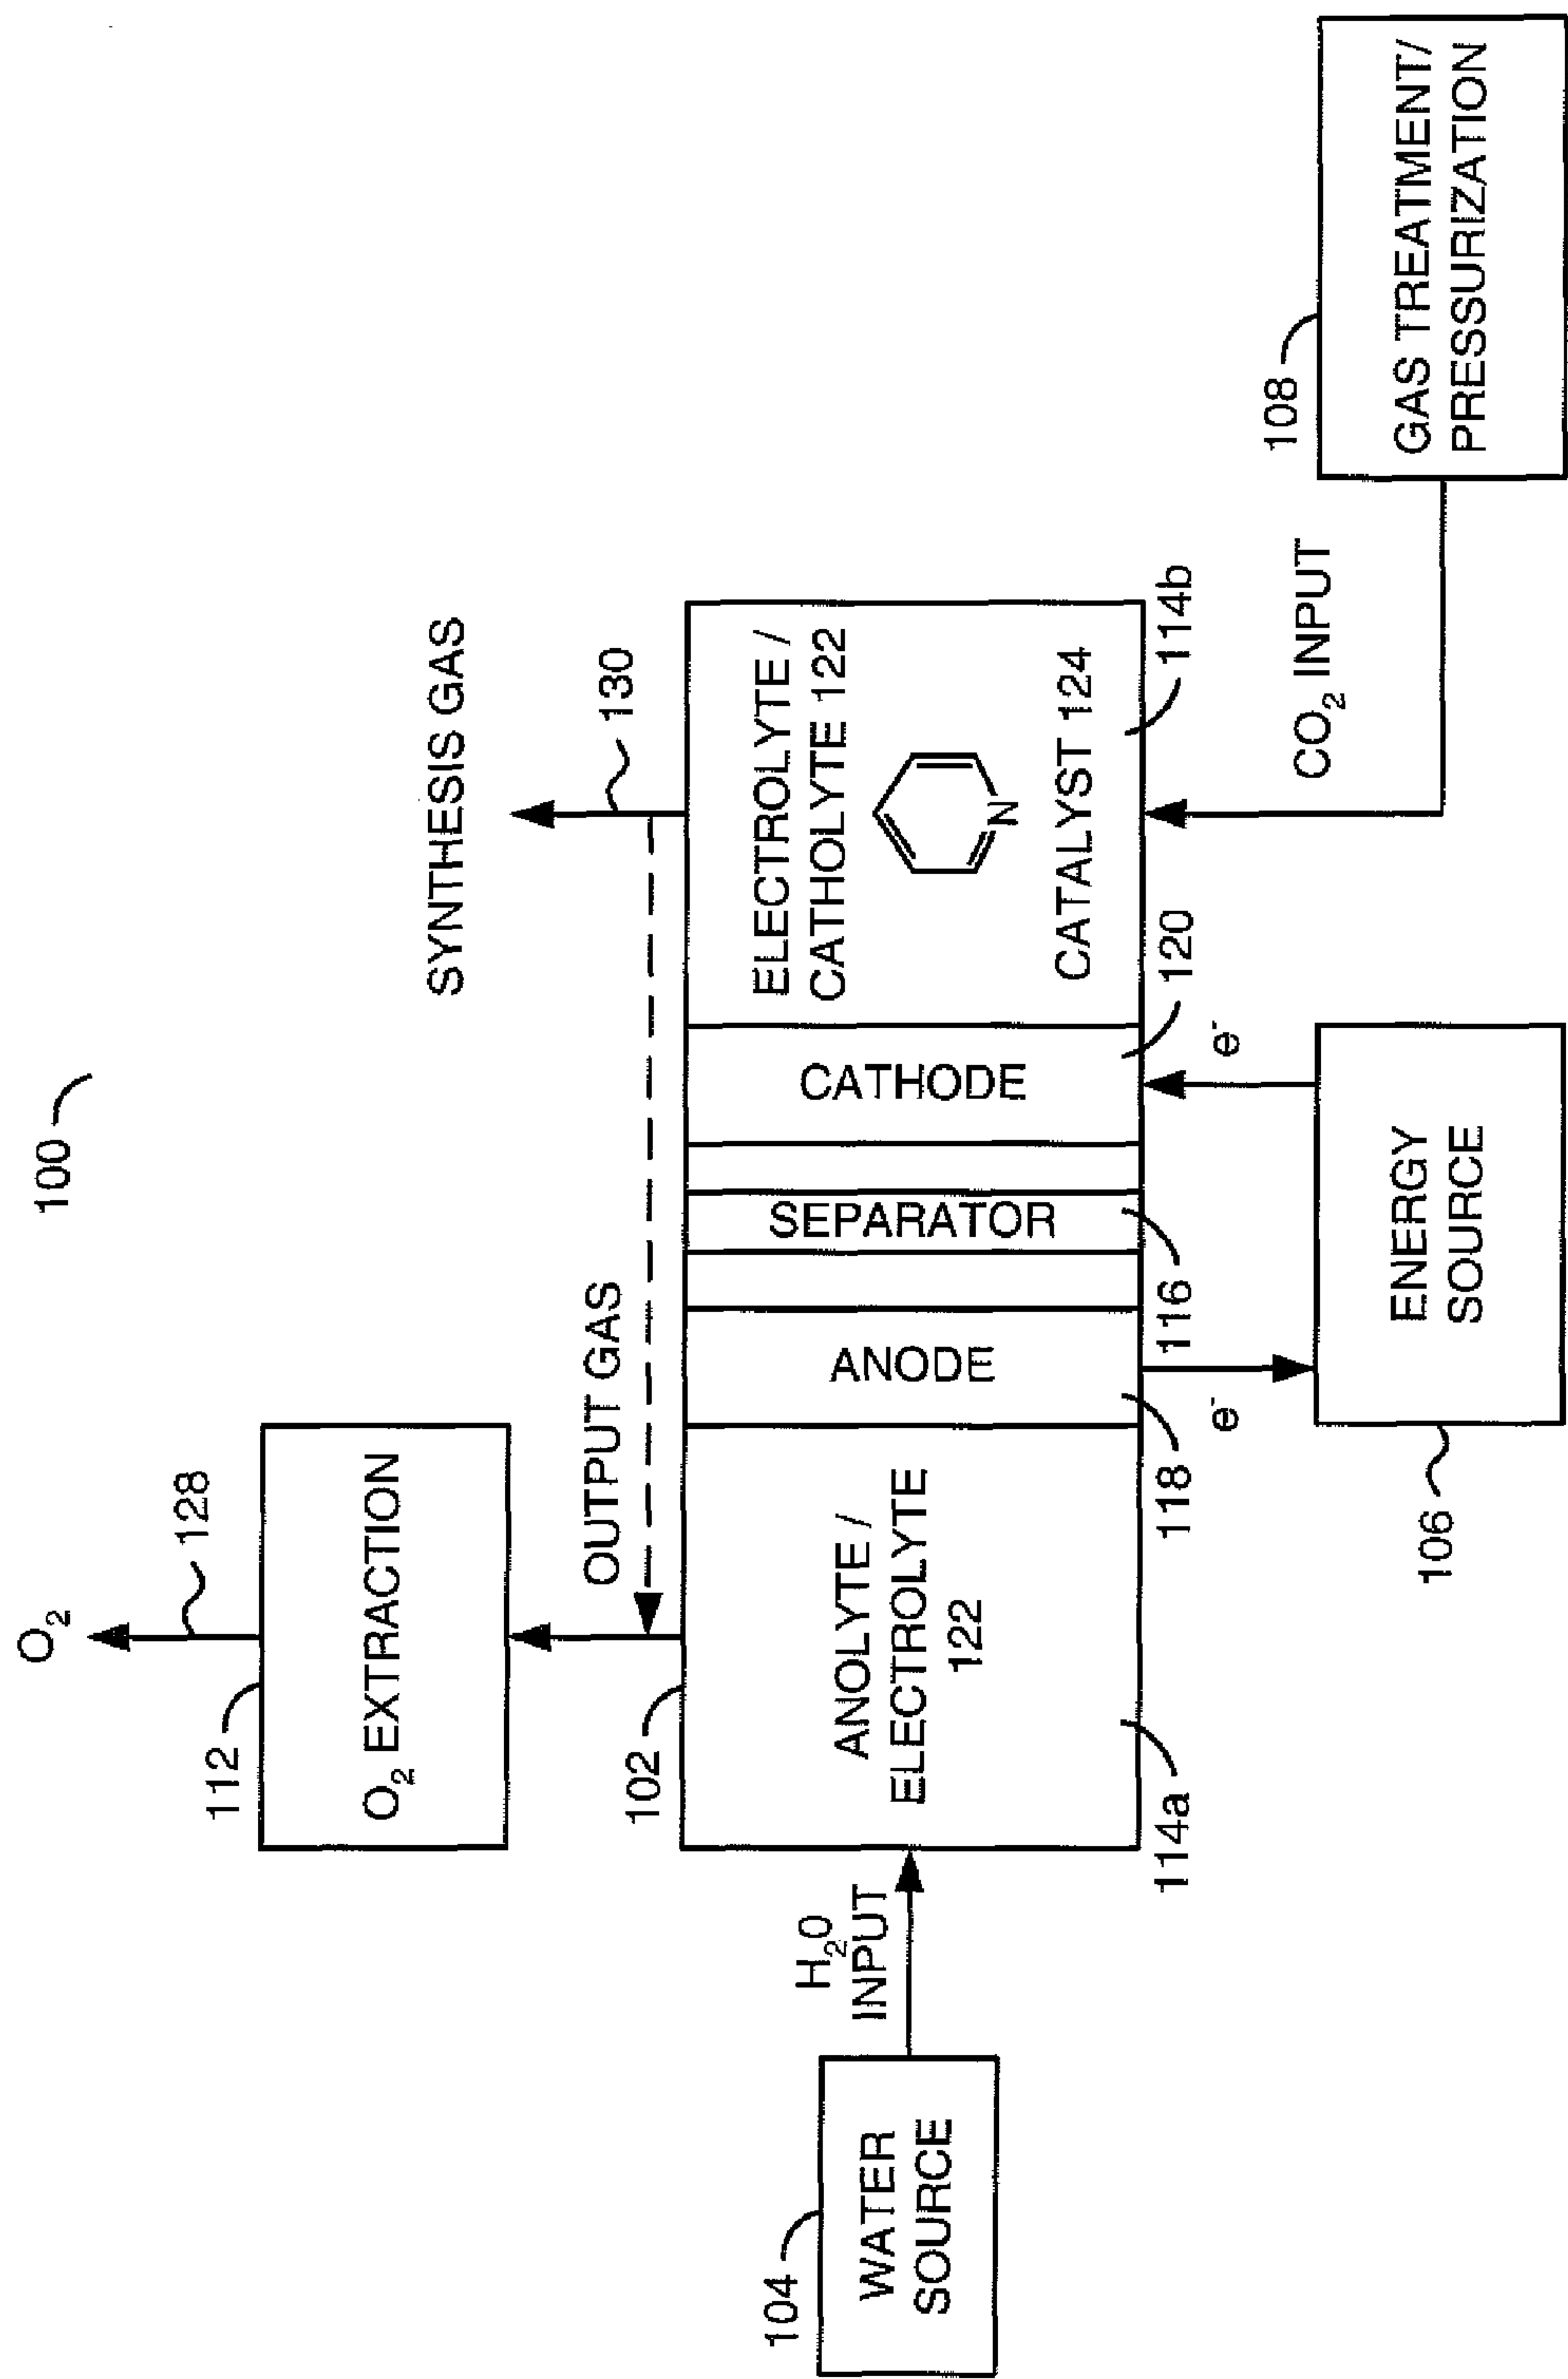 100
O₂
128
112
O₂ EXTRACTION
SYNTHESIS GAS
130
OUTPUT GAS
102
104
WATER
SOURCE
H₂O
INPUT
ANOLYTE /
ELECTROLYTE
122
ANODE
SEPARATOR
CATHODE
ELECTROLYTE /
CATHOLYTE 122
N
CATALYST 124
114a
118
116
120
114b
e⁻
e⁻
106
ENERGY
SOURCE
CO₂ INPUT
108
GAS TREATMENT/
PRESSURIZATION